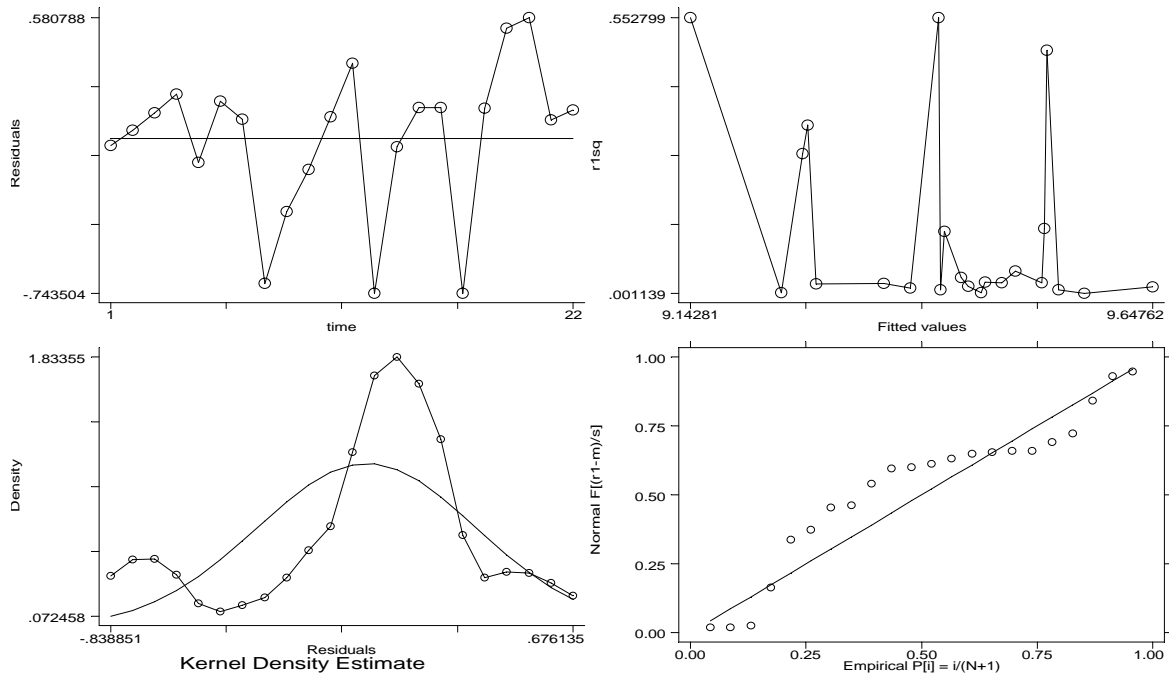 .580788
Residuals
-.743504
1
22
time
.552799
r1sq
.001139
9.14281
9.64762
Fitted values
1.83355
Density
.072458
-.838851
.676135
Residuals
Kernel Density Estimate
1.00
0.75
0.50
0.25
0.00
Normal F[(r1-m)/s]
0.00
0.25
0.50
0.75
1.00
Empirical P[i] = i/(N+1)